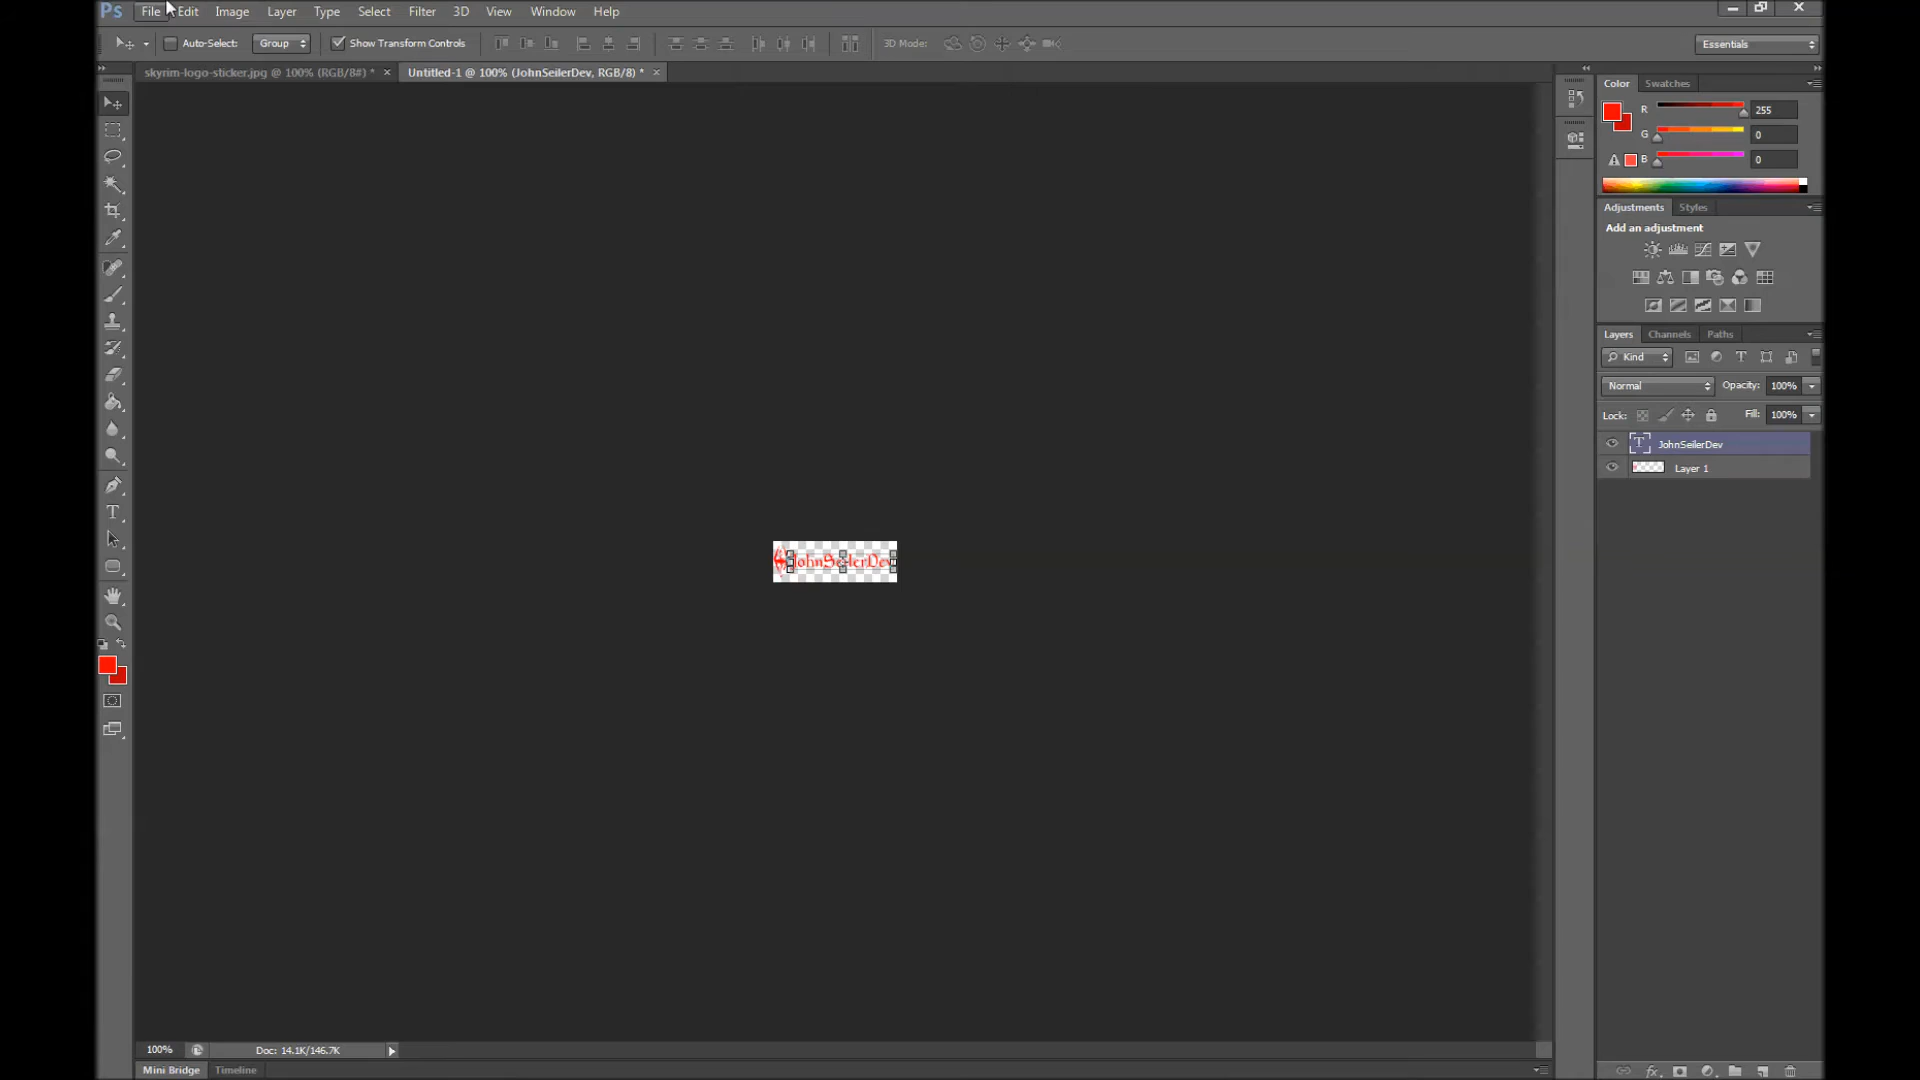 Ps File Edit Image Layer Type Select Filter 3D View Window Help
Auto-Select: Group Show Transform Controls 3D Mode: Essentials
skyrim-logo-sticker.jpg @ 100% (RGB/8#) * × Untitled-1 @ 100% (JohnSeilerDev, RGB/8) * ×
Color Swatches
R 255
G 0
B 0
Adjustments Styles
Add an adjustment
Layers Channels Paths
Kind
Normal Opacity: 100%
Lock: Fill: 100%
T JohnSeilerDev
Layer 1
JohnSeilerDev
100% Doc: 14.1K/146.7K
Mini Bridge Timeline